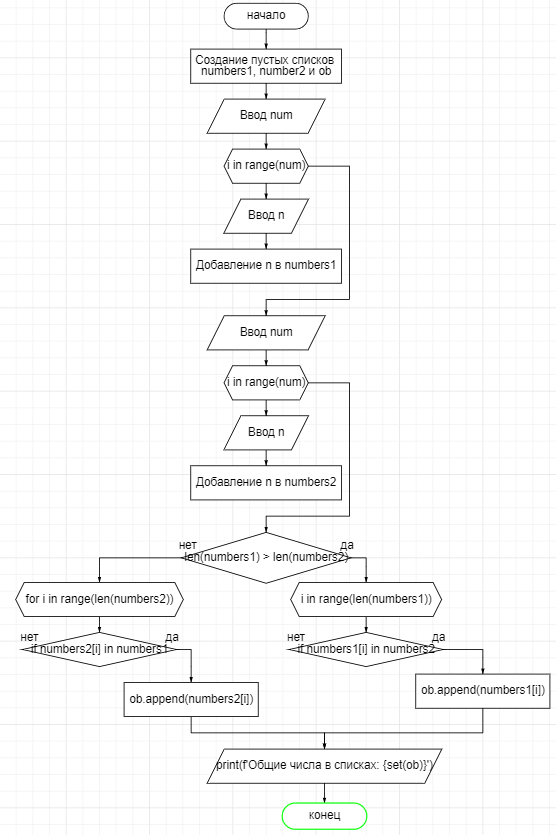 начало
Создание пустых списков
numbers1, number2 и ob
Ввод num
i in range(num)
Ввод n
Добавление n в numbers1
Ввод num
i in range(num)
Ввод n
Добавление n в numbers2
нет
len(numbers1) > len(numbers2)
да
for i in range(len(numbers2))
i in range(len(numbers1))
нет
if numbers2[i] in numbers1
да
нет
if numbers1[i] in numbers2
да
ob.append(numbers2[i])
ob.append(numbers1[i])
print(f'Общие числа в списках: {set(ob)}')
конец